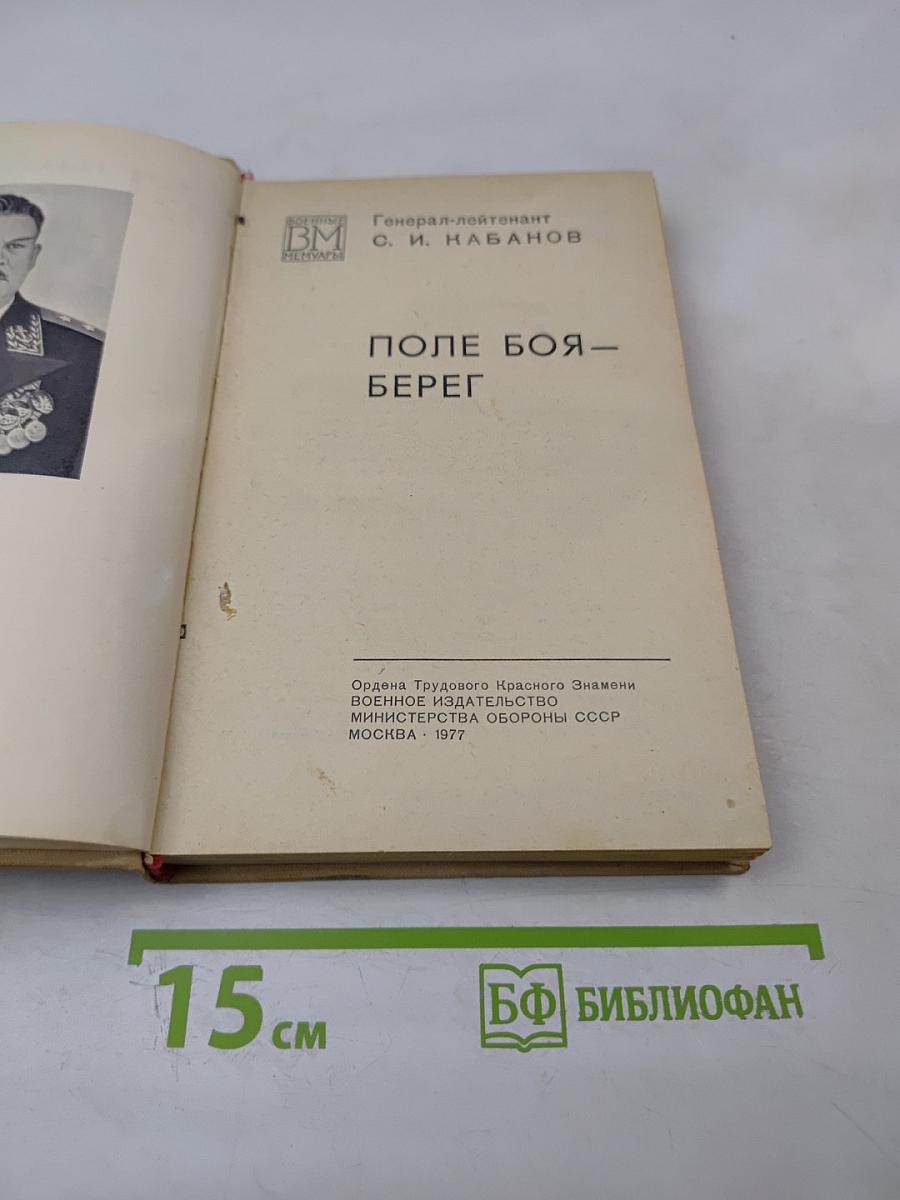 ВОЕННЫЕ
ВМ
МЕМУАРЫ
Генерал-лейтенант
С. И. КАБАНОВ
ПОЛЕ БОЯ—
БЕРЕГ
Ордена Трудового Красного Знамени
ВОЕННОЕ ИЗДАТЕЛЬСТВО
МИНИСТЕРСТВА ОБОРОНЫ СССР
МОСКВА · 1977
15 см
БФ БИБЛИОФАН